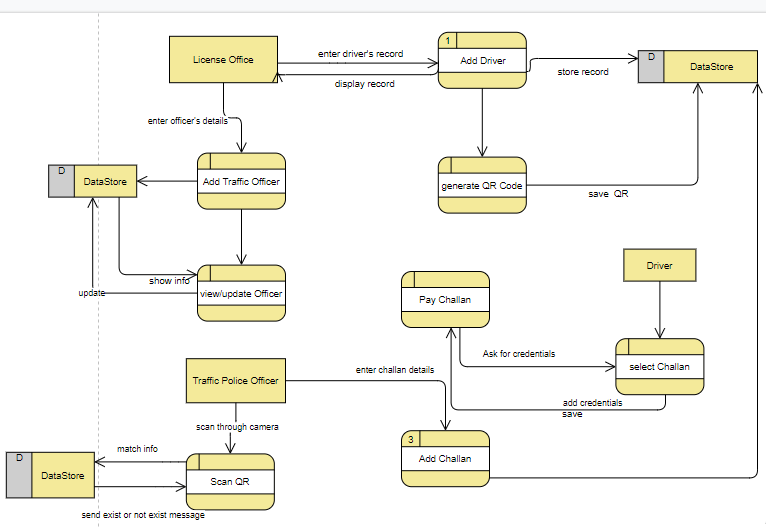 1
D
License Office
enter driver's record
Add Driver
DataStore
store record
display record
enter officer's details
D
DataStore
Add Traffic Officer
generate QR Code
save QR
Driver
show info
update
view/update Officer
Pay Challan
Ask for credentials
select Challan
enter challan details
Traffic Police Officer
add credentials
save
scan through camera
3
match info
D
Add Challan
DataStore
Scan QR
send exist or not exist message